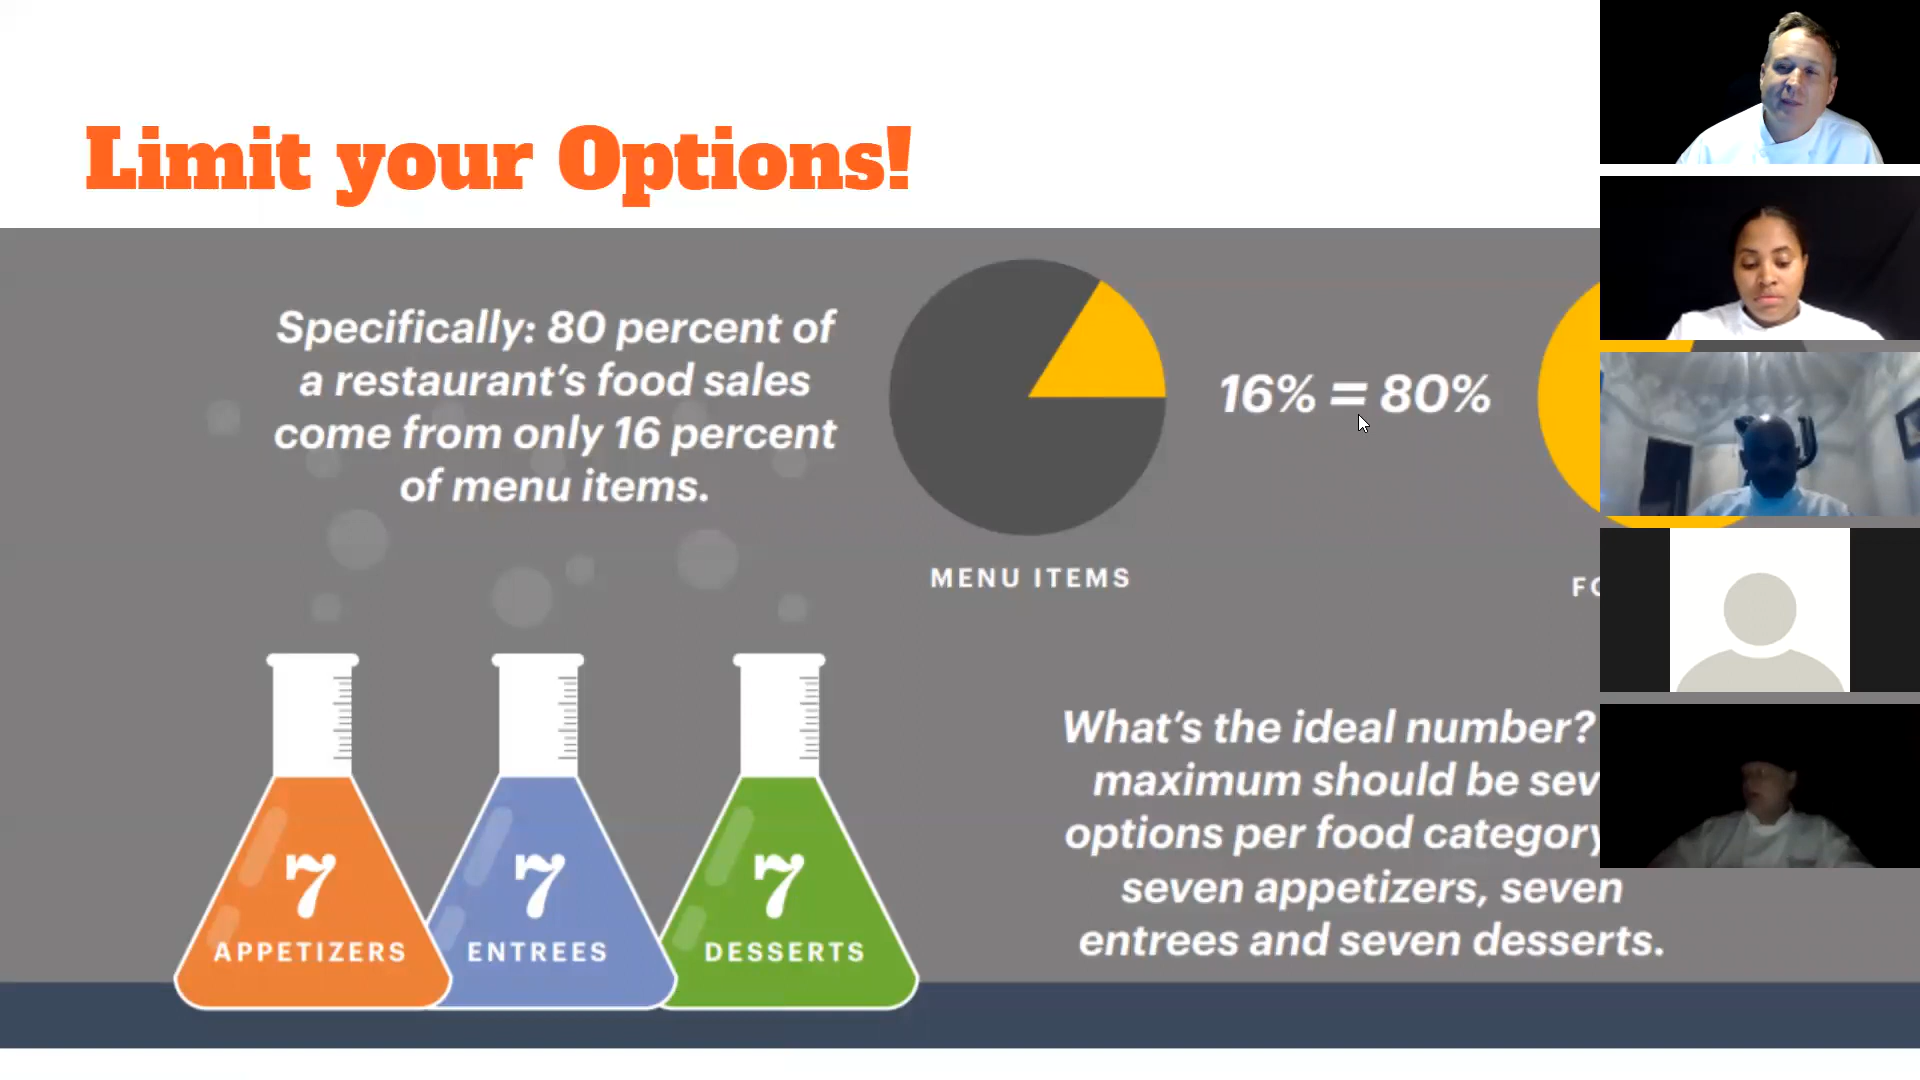 Limit your Options!
Specifically: 80 percent of
a restaurant's food sales
come from only 16 percent
of menu items.
16% = 80%
MENU ITEMS
What's the ideal number?
maximum should be
options per food category
seven appetizers, seven
entrees and seven desserts.
7
APPETIZERS
7
ENTREES
7
DESSERTS